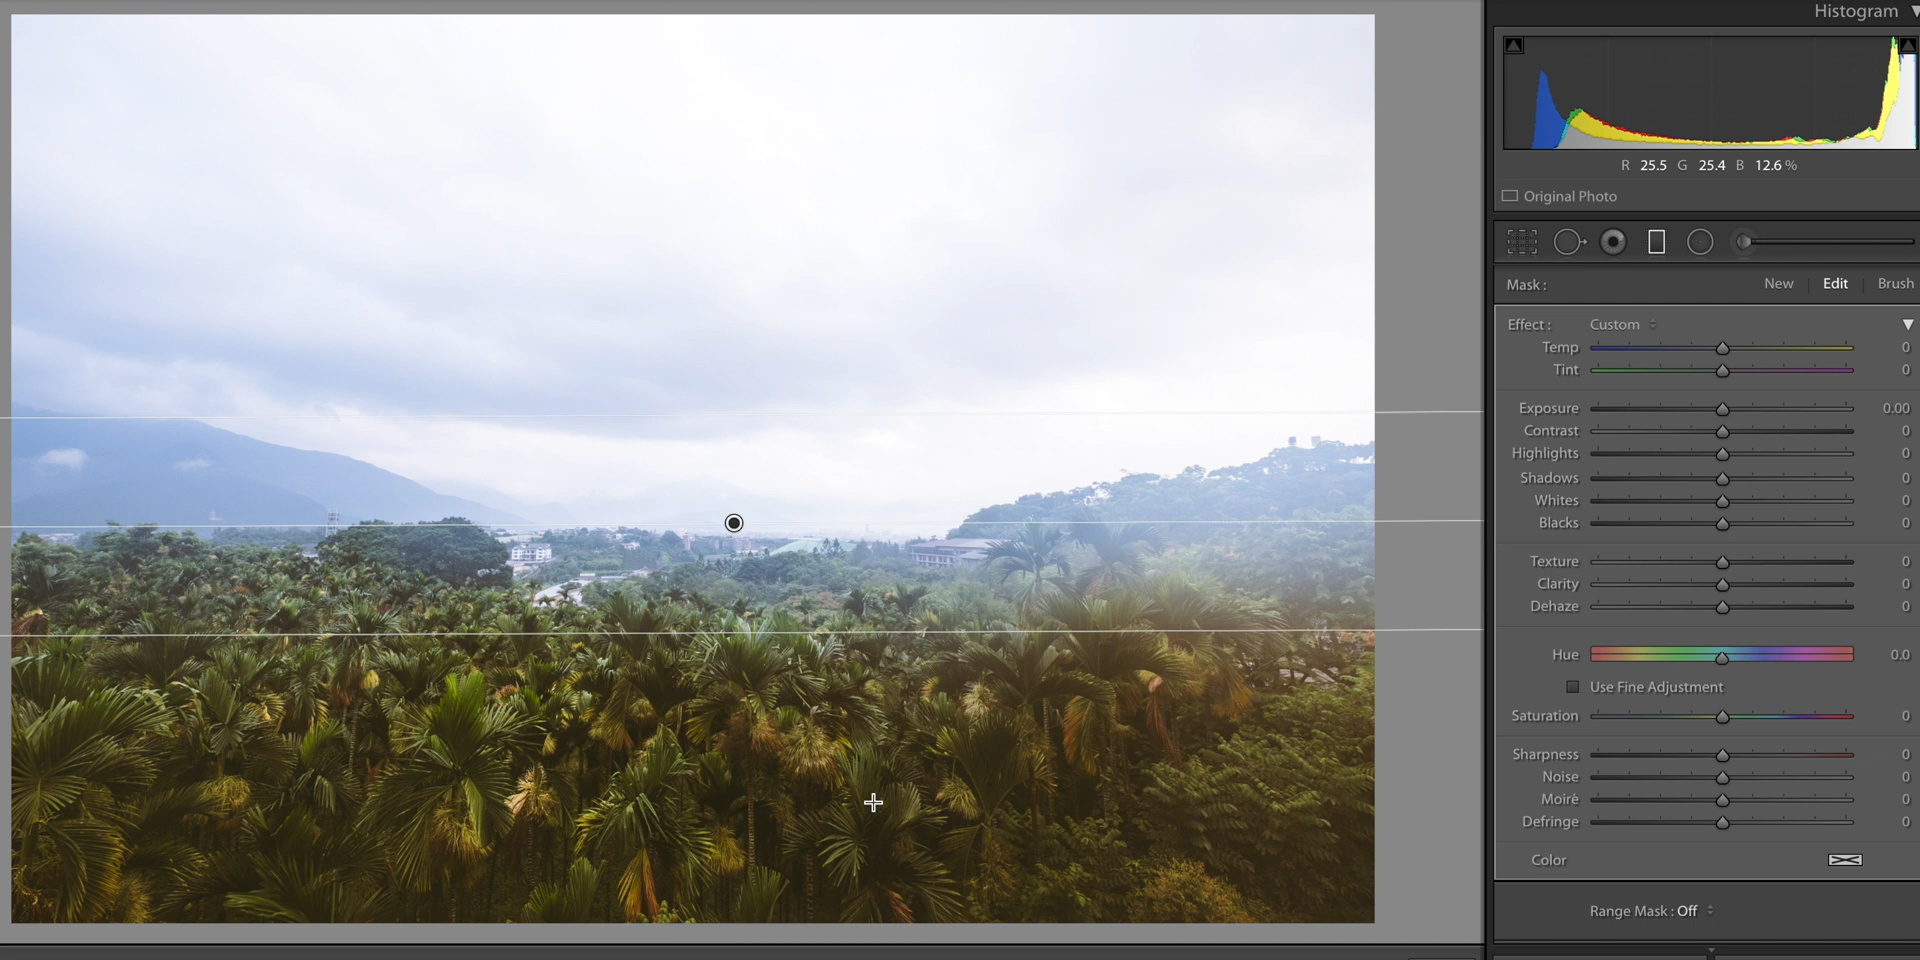 Histogram
R 25.5 G 25.4 B 12.6 %
Original Photo
Mask : New Edit Brush
Effect : Custom
Temp 0
Tint 0
Exposure 0.00
Contrast 0
Highlights 0
Shadows 0
Whites 0
Blacks 0
Texture 0
Clarity 0
Dehaze 0
Hue 0.0
Use Fine Adjustment
Saturation 0
Sharpness 0
Noise 0
Moiré 0
Defringe 0
Color
Range Mask : Off